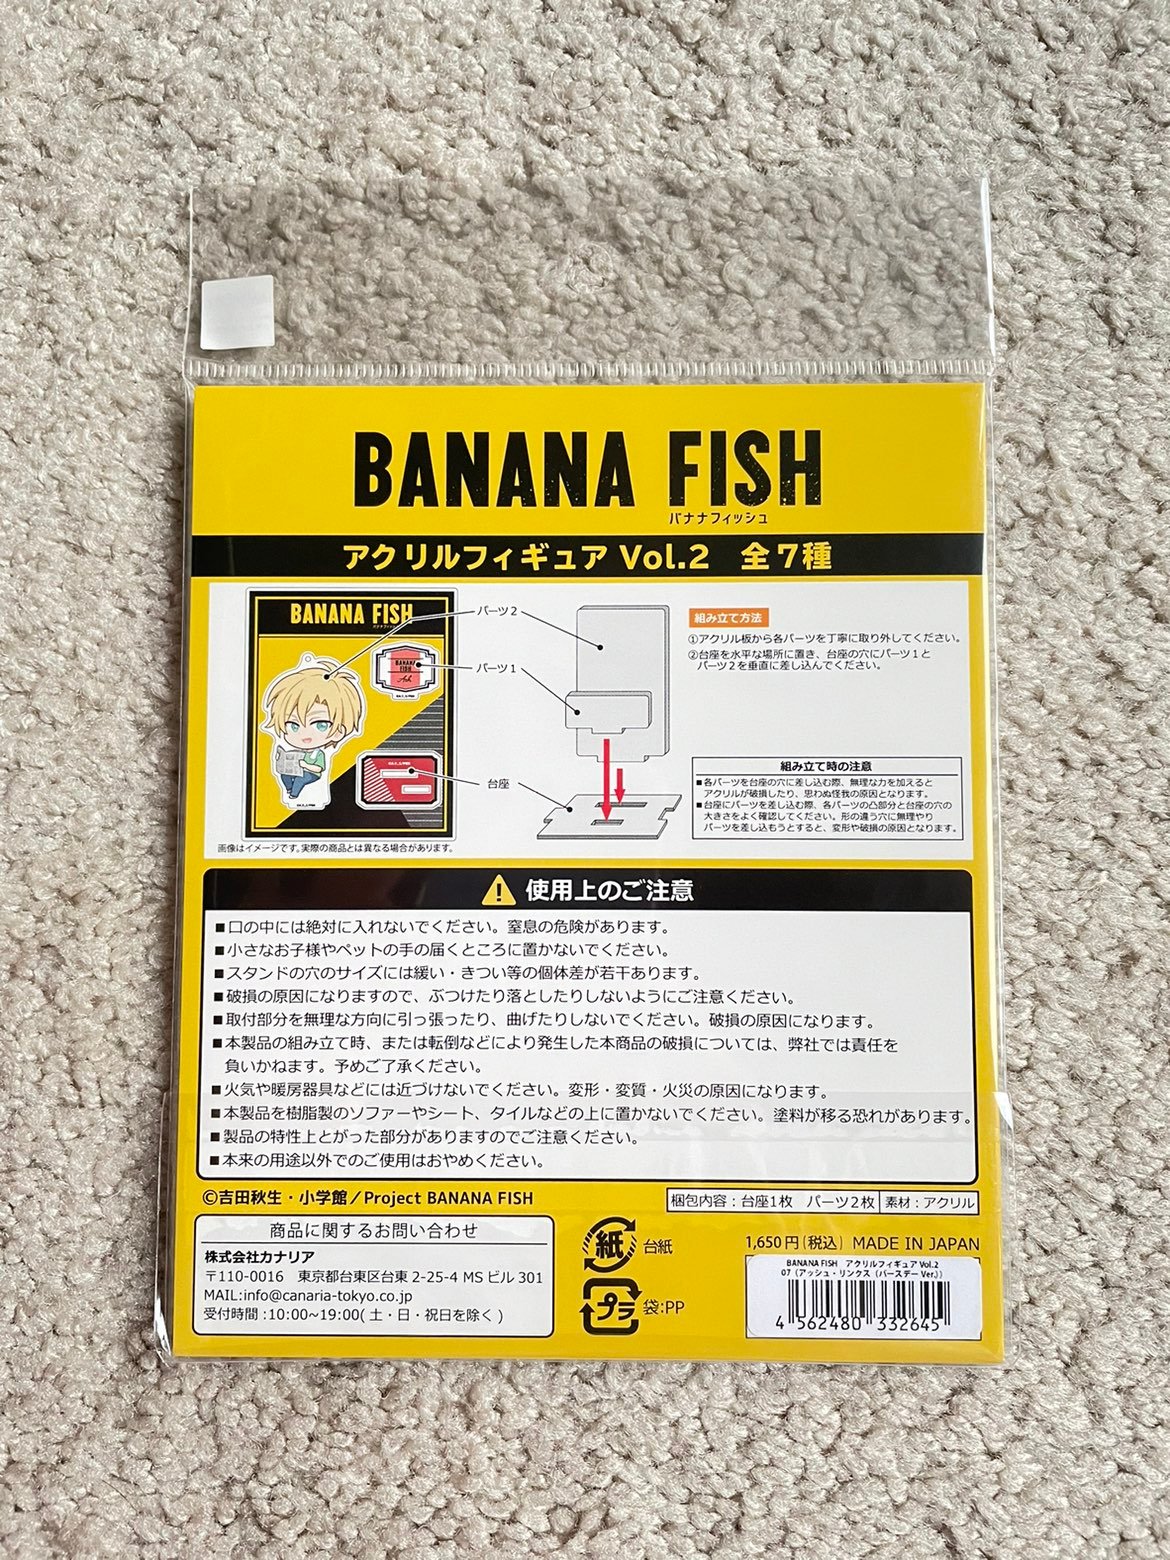 BANANA FISH
バナナフィッシュ
アクリルフィギュア Vol.2 全7種
BANANA FISH
バナナフィッシュ
BANANA
FISH
Ash
パーツ2
パーツ1
台座
画像はイメージです。実際の商品とは異なる場合があります。
組み立て方法
①アクリル板から各パーツを丁寧に取り外してください。
②台座を水平な場所に置き、台座の穴にパーツ1と
パーツ2を垂直に差し込んでください。
組み立て時の注意
■各パーツを台座の穴に差し込む際、無理な力を加えると
アクリルが破損したり、思わぬ怪我の原因となります。
■台座にパーツを差し込む際、各パーツの凸部分と台座の穴の
大きさをよく確認してください。形の違う穴に無理やり
パーツを差し込もうとすると、変形や破損の原因となります。
使用上のご注意
■口の中には絶対に入れないでください。窒息の危険があります。
■小さなお子様やペットの手の届くところに置かないでください。
■スタンドの穴のサイズには緩い・きつい等の個体差が若干あります。
■破損の原因になりますので、ぶつけたり落としたりしないようにご注意ください。
■取付部分を無理な方向に引っ張ったり、曲げたりしないでください。破損の原因になります。
■本製品の組み立て時、または転倒などにより発生した本商品の破損については、弊社では責任を
負いかねます。予めご了承ください。
■火気や暖房器具などには近づけないでください。変形・変質・火災の原因になります。
■本製品を樹脂製のソファーやシート、タイルなどの上に置かないでください。塗料が移る恐れがあります。
■製品の特性上とがった部分がありますのでご注意ください。
■本来の用途以外でのご使用はおやめください。
©吉田秋生・小学館／Project BANANA FISH
梱包内容：台座1枚 パーツ2枚
素材：アクリル
商品に関するお問い合わせ
株式会社カナリア
〒110-0016 東京都台東区台東 2-25-4 MS ビル 301
MAIL:info@canaria-tokyo.co.jp
受付時間 :10:00~19:00( 土・日・祝日を除く )
紙
台紙
プラ
袋:PP
1,650円(税込) MADE IN JAPAN
BANANA FISH アクリルフィギュア Vol.2
07 (アッシュ・リンクス (バースデー Ver.))
4 562480 332645